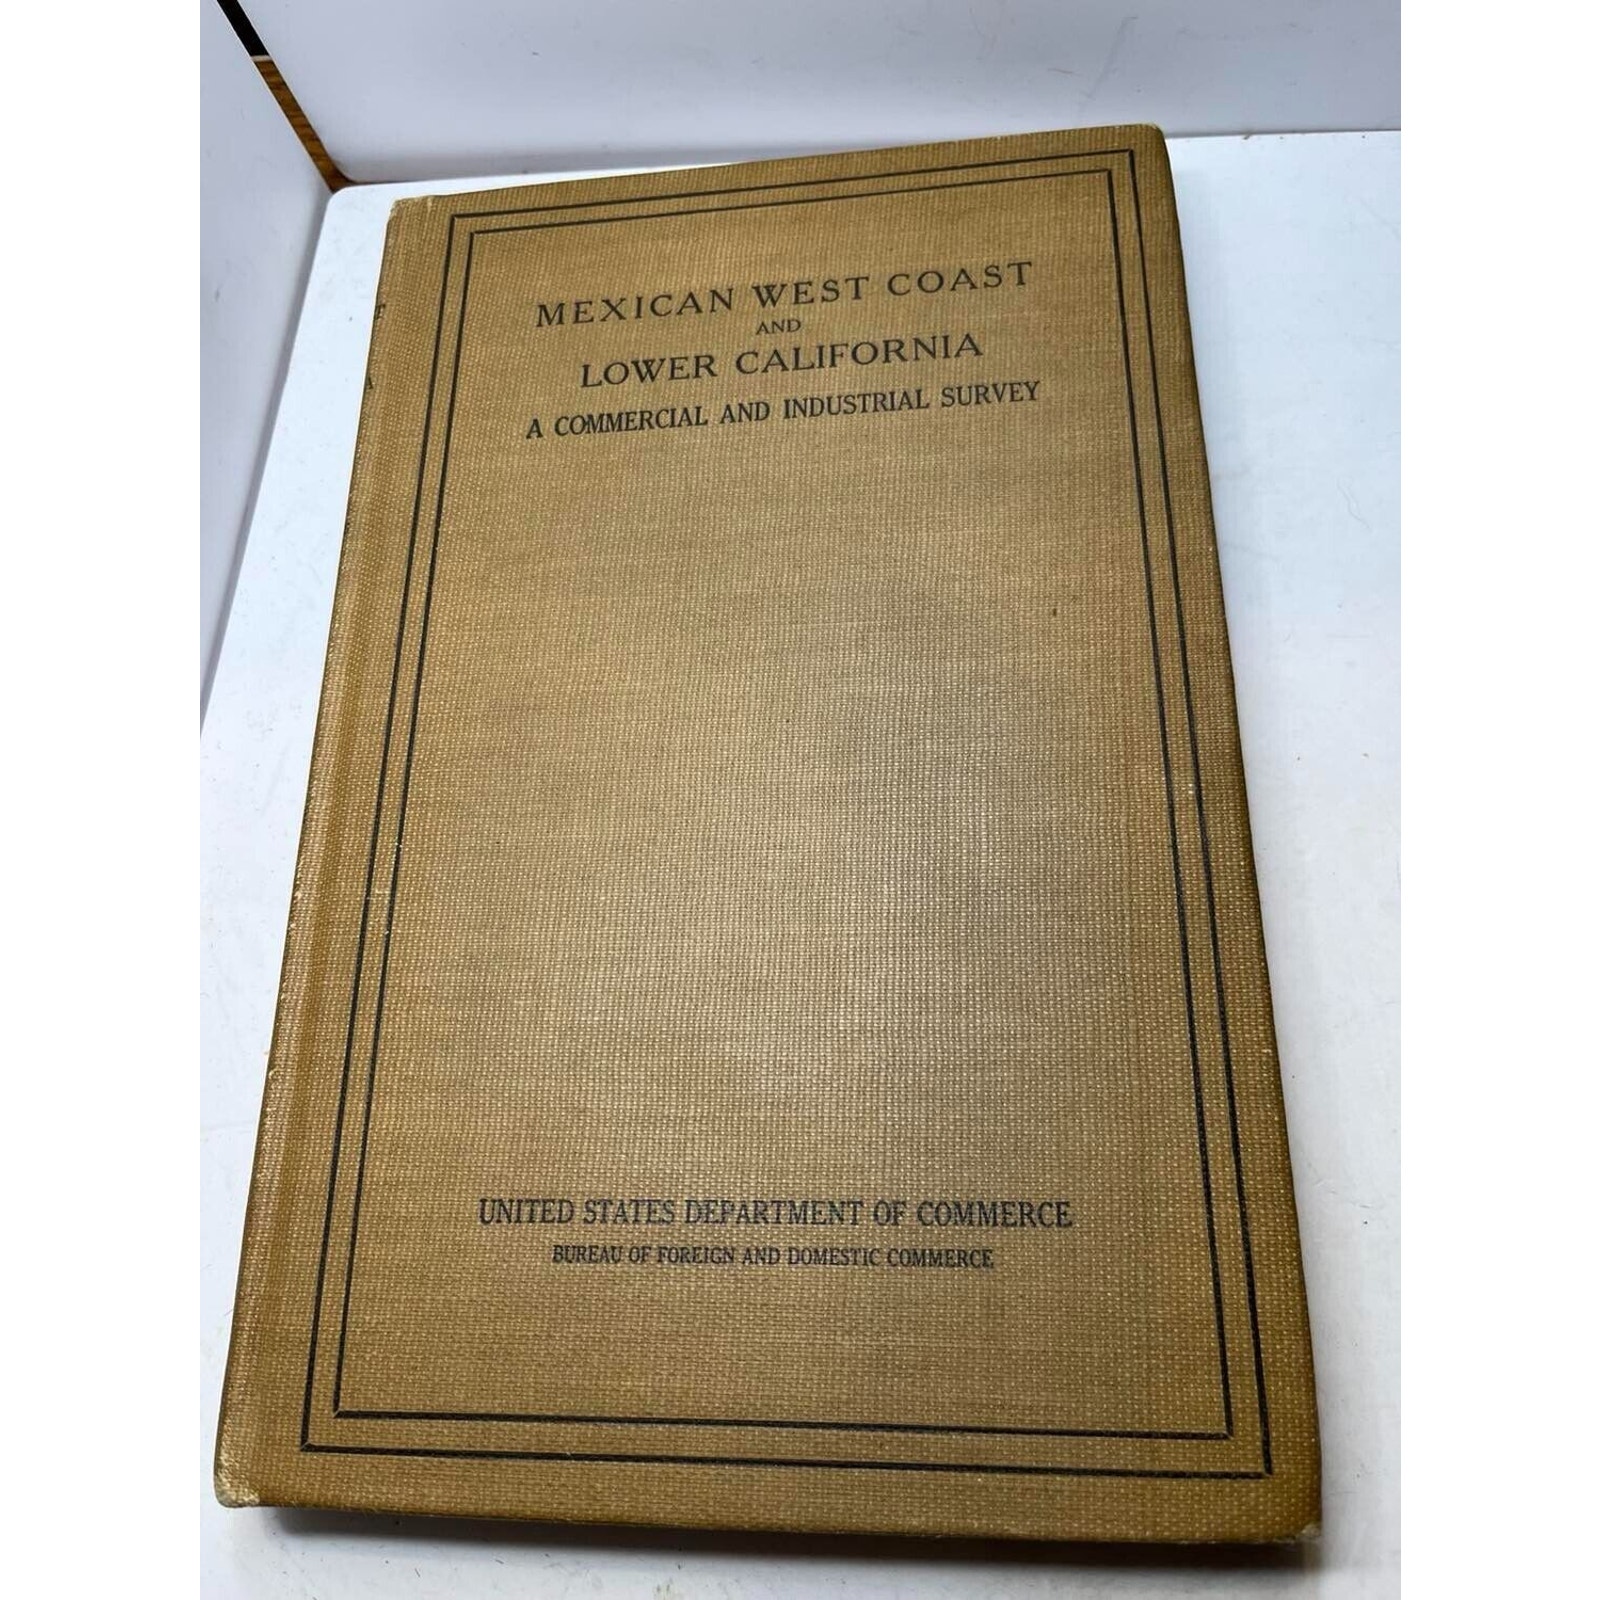 MEXICAN WEST COAST
AND
LOWER CALIFORNIA
A COMMERCIAL AND INDUSTRIAL SURVEY
UNITED STATES DEPARTMENT OF COMMERCE
BUREAU OF FOREIGN AND DOMESTIC COMMERCE